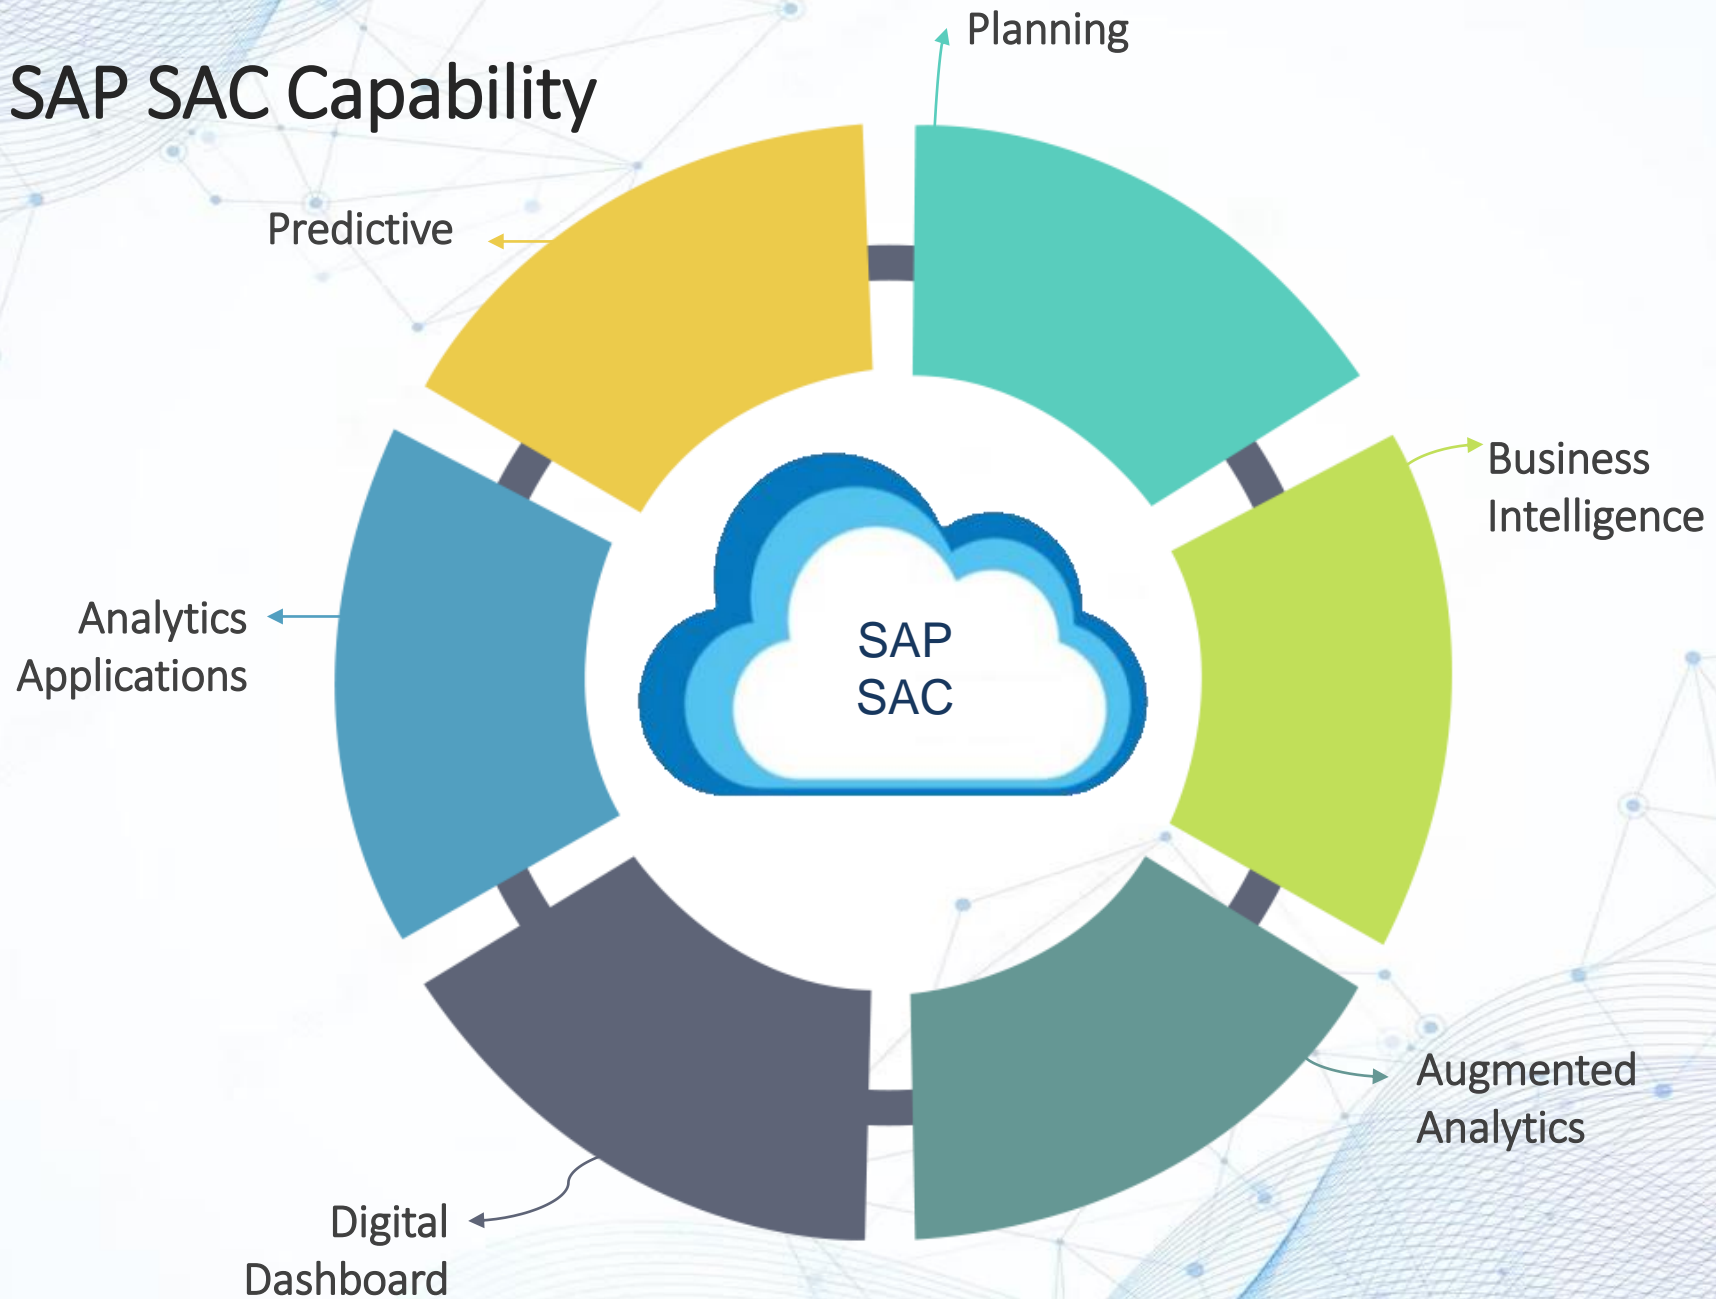 SAP SAC Capability
Planning
Predictive
Business
Intelligence
Analytics
Applications
SAP
SAC
Augmented
Analytics
Digital
Dashboard